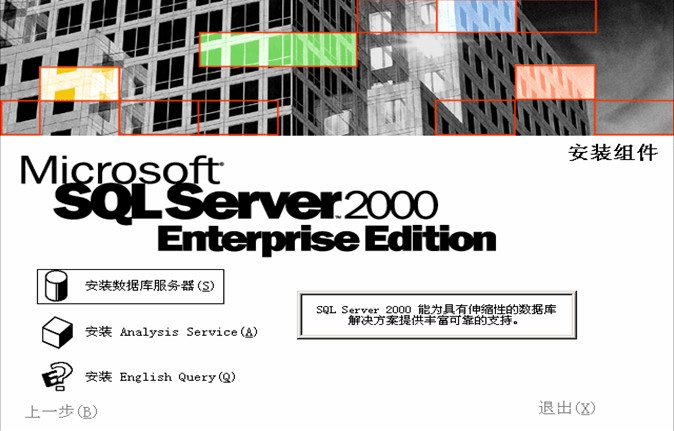 安装组件
Microsoft®
SQL Server™ 2000
Enterprise Edition
安装数据库服务器(S)
SQL Server 2000 能为具有伸缩性的数据库
解决方案提供丰富可靠的支持。
安装 Analysis Service(A)
安装 English Query(Q)
上一步(B)
退出(X)